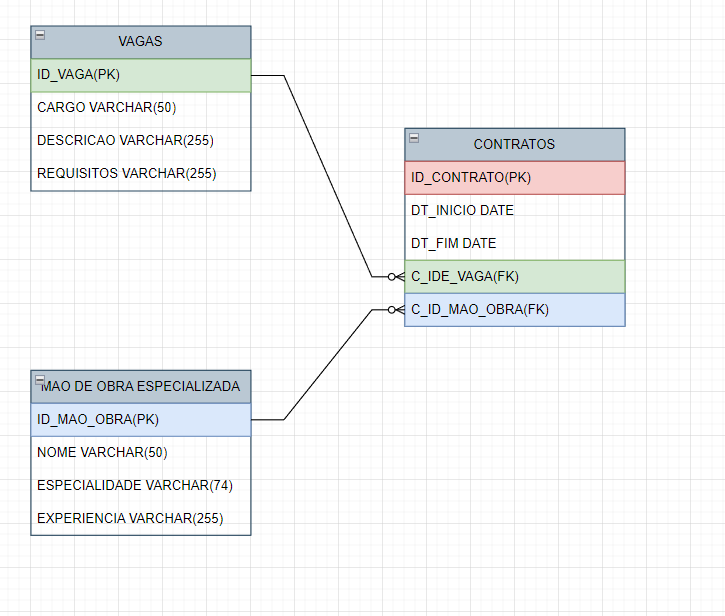 VAGAS
ID_VAGA(PK)
CARGO VARCHAR(50)
DESCRICAO VARCHAR(255)
REQUISITOS VARCHAR(255)
CONTRATOS
ID_CONTRATO(PK)
DT_INICIO DATE
DT_FIM DATE
C_IDE_VAGA(FK)
C_ID_MAO_OBRA(FK)
MAO DE OBRA ESPECIALIZADA
ID_MAO_OBRA(PK)
NOME VARCHAR(50)
ESPECIALIDADE VARCHAR(74)
EXPERIENCIA VARCHAR(255)